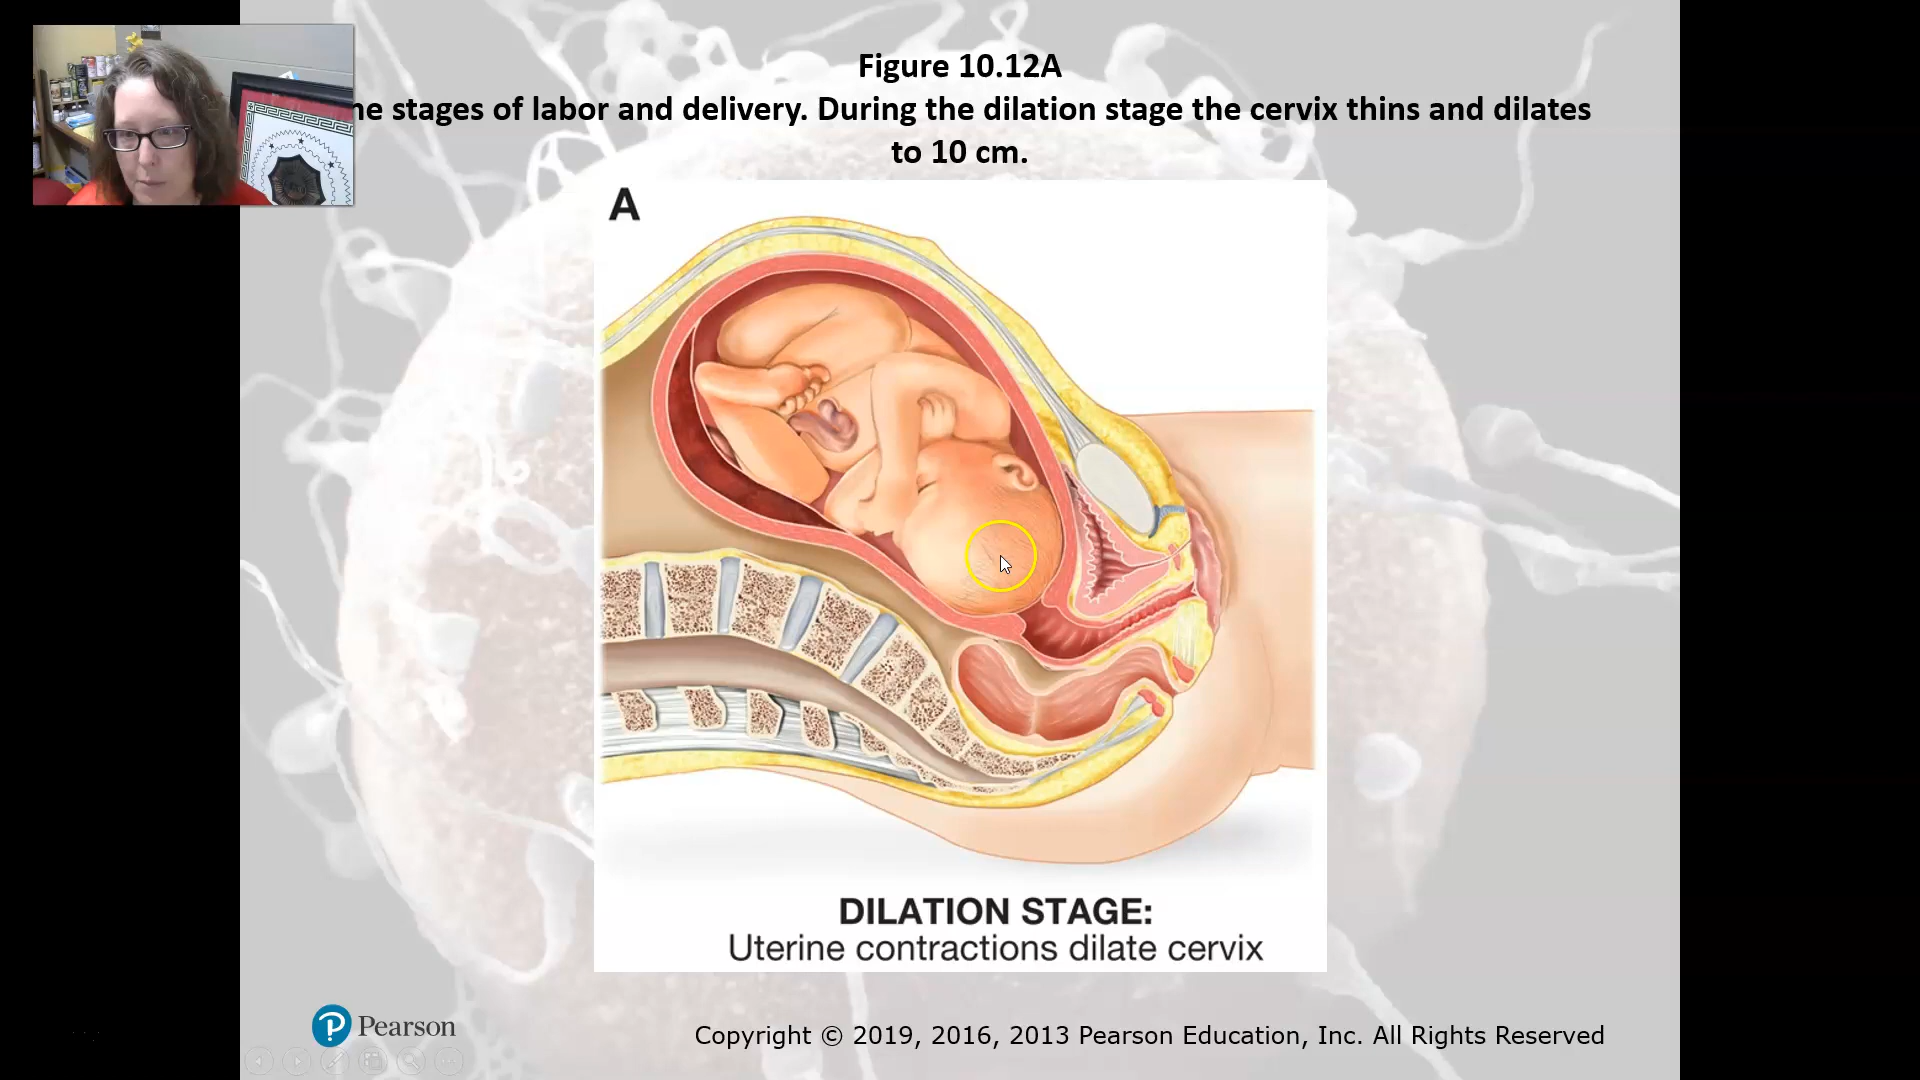 Figure 10.12A
he stages of labor and delivery. During the dilation stage the cervix thins and dilates
to 10 cm.
A
DILATION STAGE:
Uterine contractions dilate cervix
Pearson
Copyright © 2019, 2016, 2013 Pearson Education, Inc. All Rights Reserved